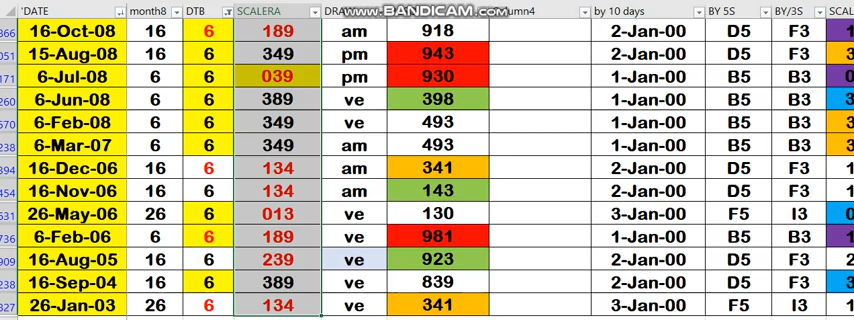 'DATE month8 DTB SCALERA DRA www.BANDICAM.com umn4 by 10 days BY 5S BY/3S SCAL
866 16-Oct-08 16 6 189 am 918 2-Jan-00 D5 F3 1
051 15-Aug-08 16 6 349 pm 943 2-Jan-00 D5 F3 3
171 6-Jul-08 6 6 039 pm 930 1-Jan-00 B5 B3 0
260 6-Jun-08 6 6 389 ve 398 1-Jan-00 B5 B3 3
570 6-Feb-08 6 6 349 ve 493 1-Jan-00 B5 B3 3
238 6-Mar-07 6 6 349 am 493 1-Jan-00 B5 B3 3
394 16-Dec-06 16 6 134 am 341 2-Jan-00 D5 F3 1
454 16-Nov-06 16 6 134 am 143 2-Jan-00 D5 F3 1
631 26-May-06 26 6 013 ve 130 3-Jan-00 F5 I3 0
736 6-Feb-06 6 6 189 ve 981 1-Jan-00 B5 B3 1
909 16-Aug-05 16 6 239 ve 923 2-Jan-00 D5 F3 2
238 16-Sep-04 16 6 389 ve 839 2-Jan-00 D5 F3 3
827 26-Jan-03 26 6 134 ve 341 3-Jan-00 F5 I3 1